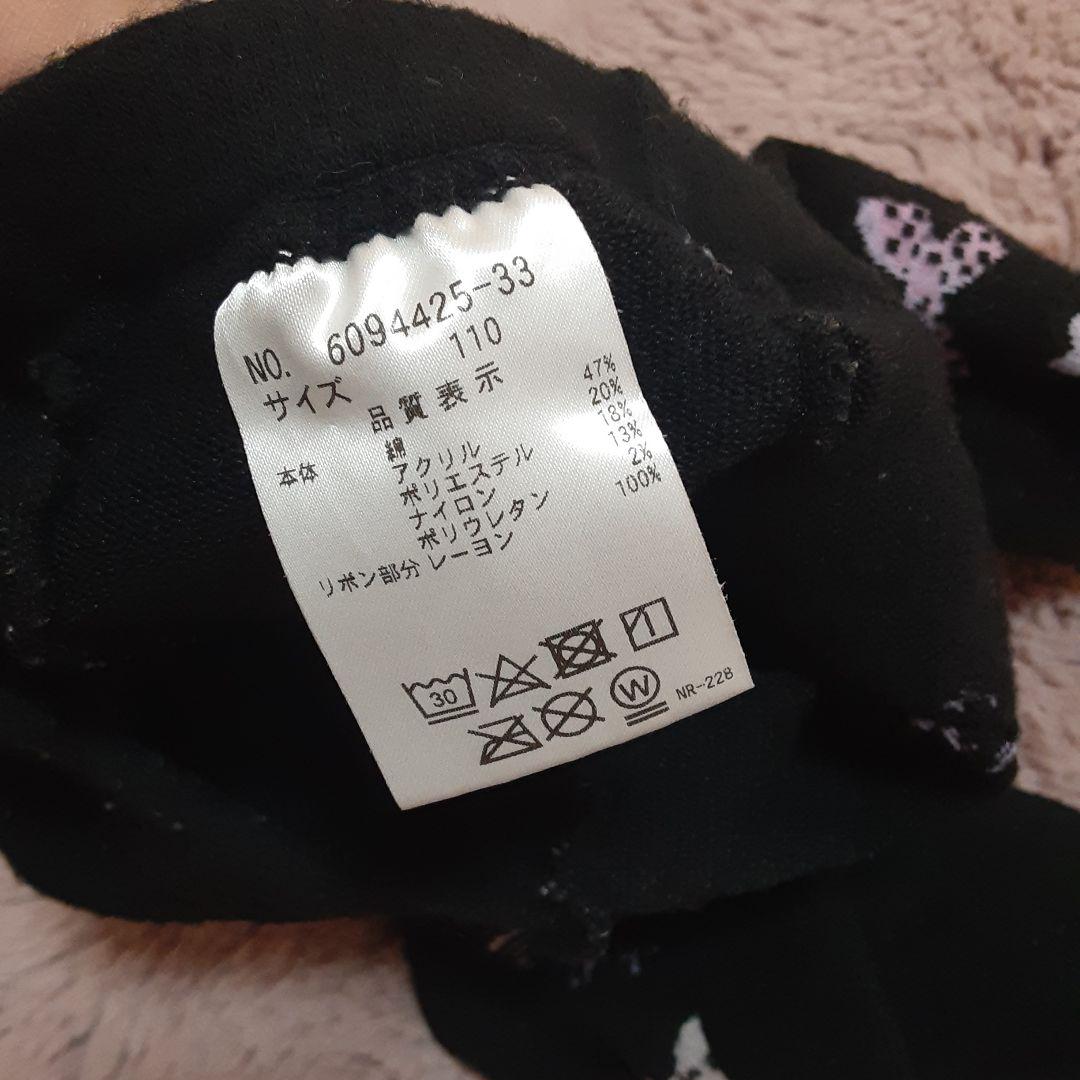 NO. 6094425-33
サイズ 110
品質表示
本体 綿 47%
アクリル 20%
ポリエステル 18%
ナイロン 13%
ポリウレタン 2%
リボン部分 レーヨン 100%
30
W
NR-228